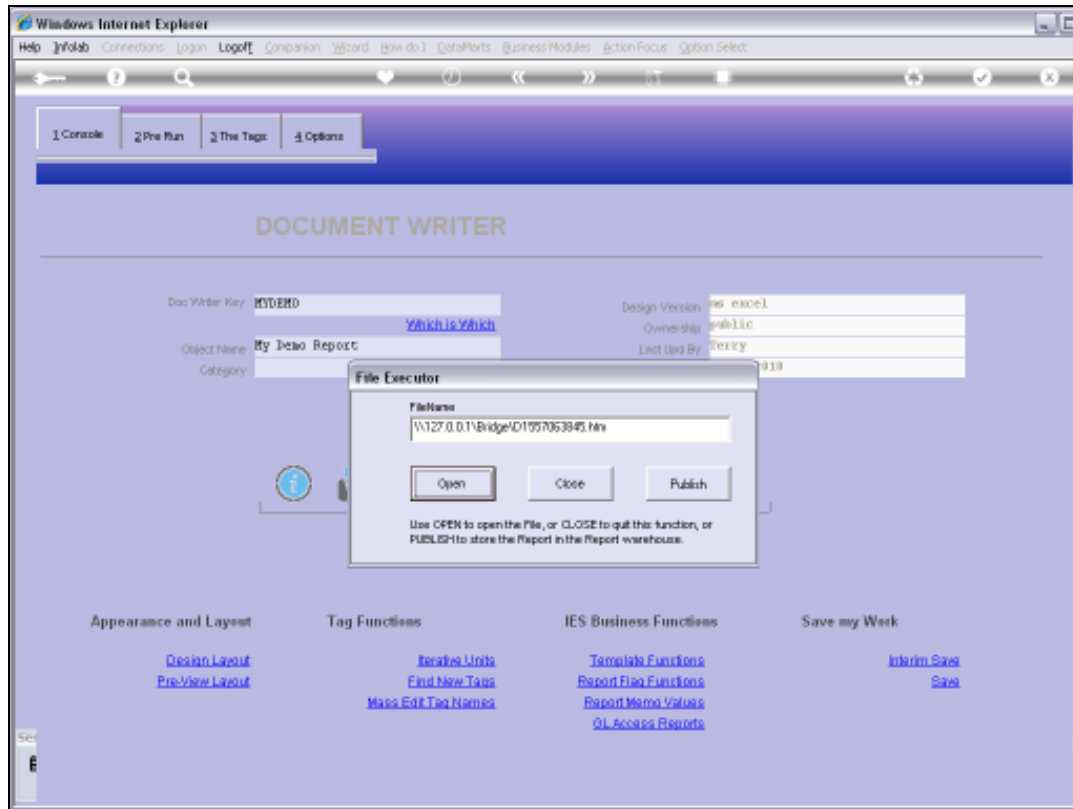 Windows Internet Explorer
Help Infolab Connections Logon Logoff Companion Wizard How do I DataMarts Business Modules Action Focus Option Select
1 Console 2 Pre Run 3 The Tags 4 Options
DOCUMENT WRITER
Doc Writer Key MYDEMO
Which is Which
Object Name My Demo Report
Category
Design Version ms excel
Ownership public
Last Upd By Terry
2010
File Executor
FileName
\\127.0.0.1\Bridge\D1557063845.htm
Open Close Publish
Use OPEN to open the File, or CLOSE to quit this function, or
PUBLISH to store the Report in the Report warehouse.
Appearance and Layout Tag Functions IES Business Functions Save my Work
Design Layout Iterative Units Template Functions Interim Save
Pre-View Layout Find New Tags Report Flag Functions Save
Mass Edit Tag Names Report Memo Values
GL Access Reports